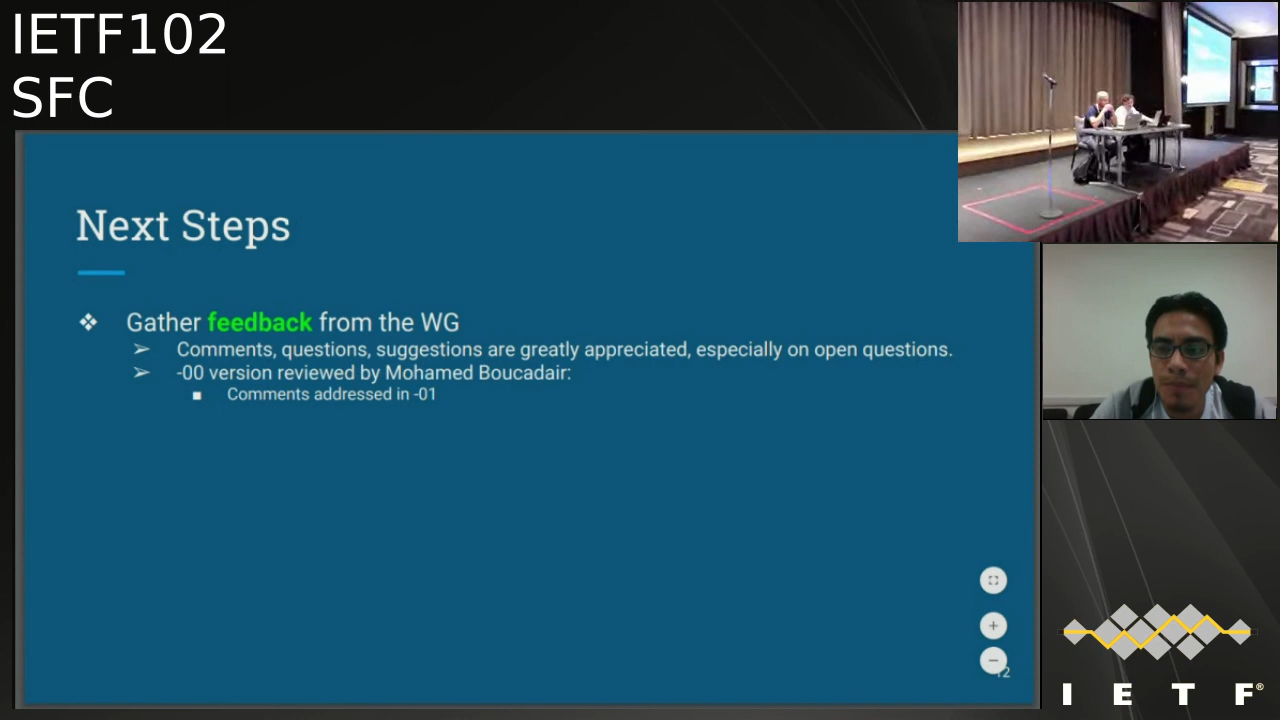 IETF102
SFC
Next Steps
❖ Gather feedback from the WG
➢ Comments, questions, suggestions are greatly appreciated, especially on open questions.
➢ -00 version reviewed by Mohamed Boucadair:
■ Comments addressed in -01
12
I E T F®